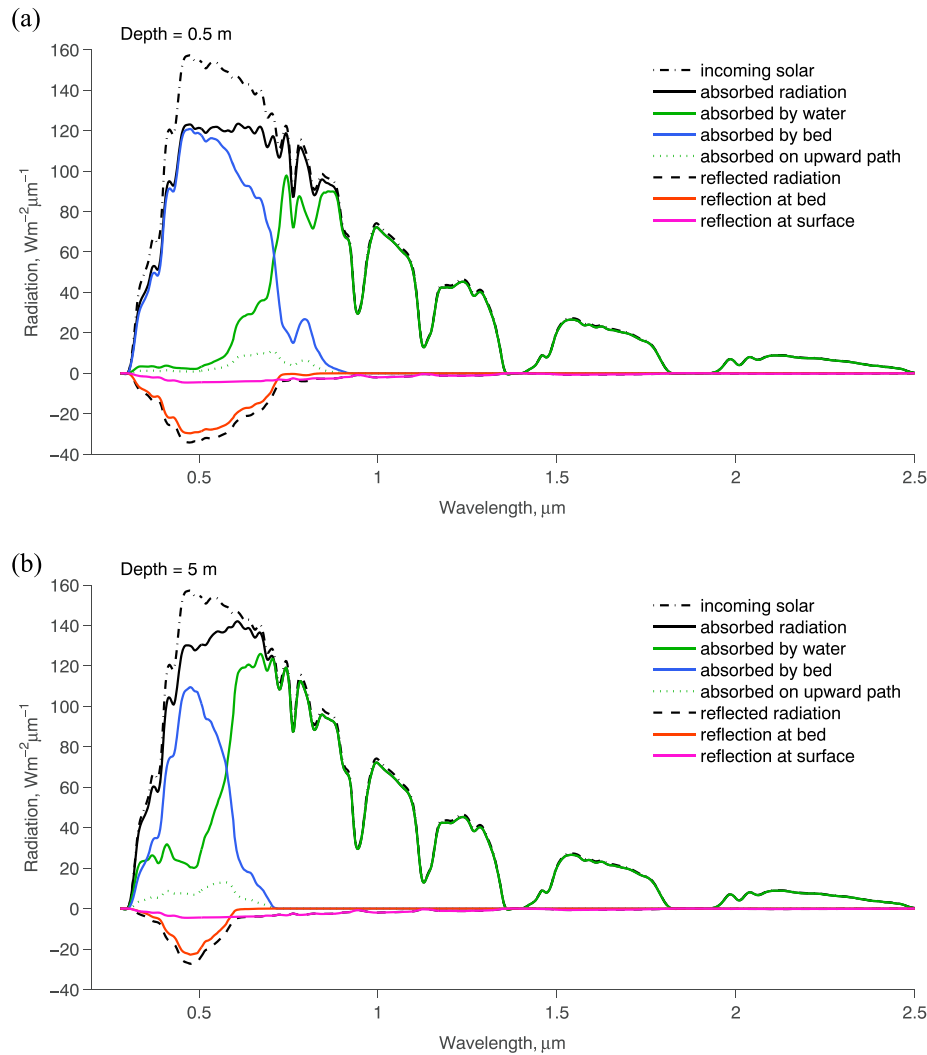 (a)
Depth = 0.5 m
160
140
120
100
80
60
40
20
0
−20
−40
Radiation, Wm−2μm−1
incoming solar
absorbed radiation
absorbed by water
absorbed by bed
absorbed on upward path
reflected radiation
reflection at bed
reflection at surface
0.5
1
1.5
2
2.5
Wavelength, μm
(b)
Depth = 5 m
160
140
120
100
80
60
40
20
0
−20
−40
Radiation, Wm−2μm−1
incoming solar
absorbed radiation
absorbed by water
absorbed by bed
absorbed on upward path
reflected radiation
reflection at bed
reflection at surface
0.5
1
1.5
2
2.5
Wavelength, μm